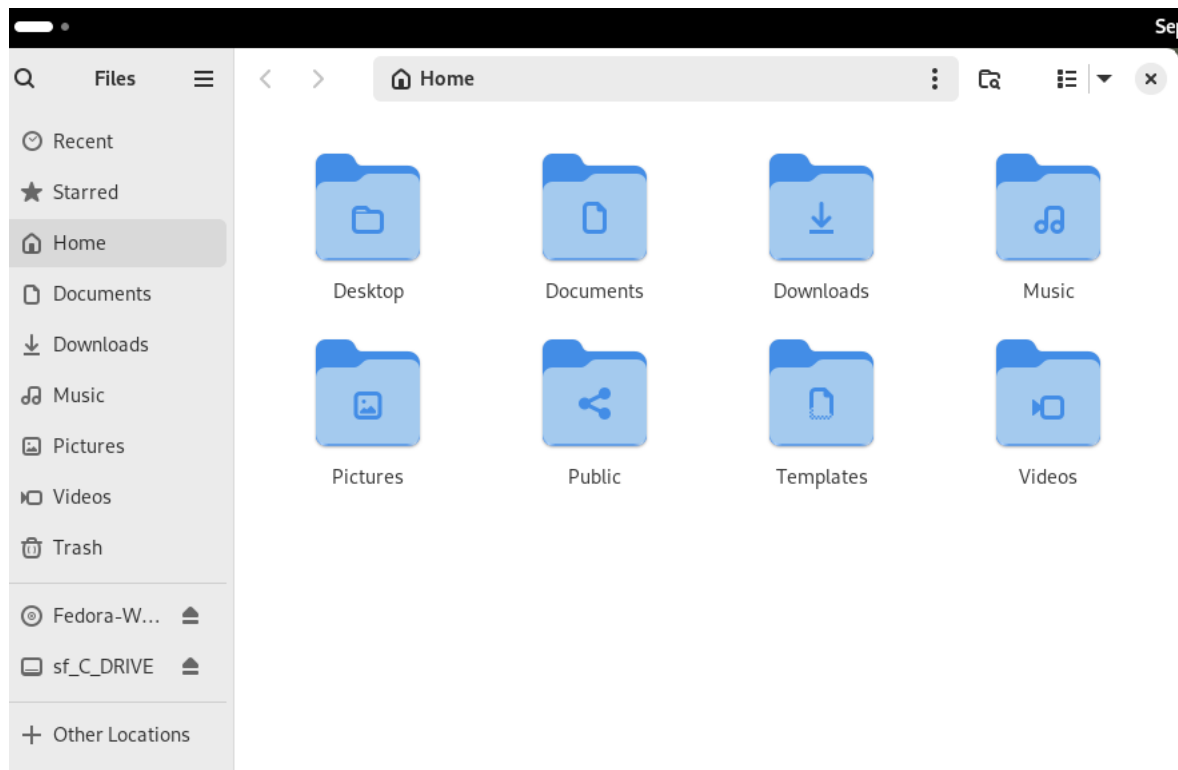 Sep
Files
Home
Recent
Starred
Home
Documents
Downloads
Music
Pictures
Videos
Trash
Fedora-W...
sf_C_DRIVE
Other Locations
Desktop
Documents
Downloads
Music
Pictures
Public
Templates
Videos